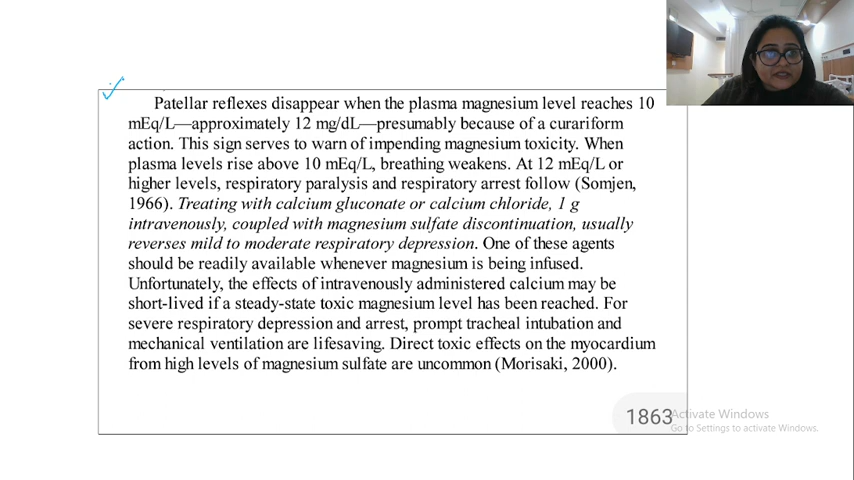 Patellar reflexes disappear when the plasma magnesium level reaches 10
mEq/L—approximately 12 mg/dL—presumably because of a curariform
action. This sign serves to warn of impending magnesium toxicity. When
plasma levels rise above 10 mEq/L, breathing weakens. At 12 mEq/L or
higher levels, respiratory paralysis and respiratory arrest follow (Somjen,
1966). Treating with calcium gluconate or calcium chloride, 1 g
intravenously, coupled with magnesium sulfate discontinuation, usually
reverses mild to moderate respiratory depression. One of these agents
should be readily available whenever magnesium is being infused.
Unfortunately, the effects of intravenously administered calcium may be
short-lived if a steady-state toxic magnesium level has been reached. For
severe respiratory depression and arrest, prompt tracheal intubation and
mechanical ventilation are lifesaving. Direct toxic effects on the myocardium
from high levels of magnesium sulfate are uncommon (Morisaki, 2000).
1863
Activate Windows
Go to Settings to activate Windows.